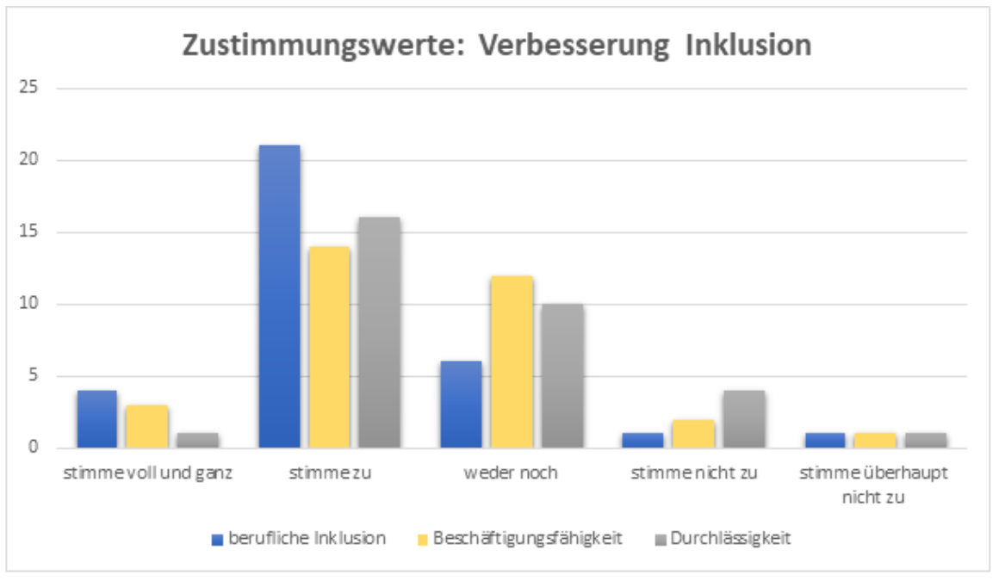 Zustimmungswerte: Verbesserung Inklusion
25
20
15
10
5
0
stimme voll und ganz
stimme zu
weder noch
stimme nicht zu
stimme überhaupt
nicht zu
berufliche Inklusion
Beschäftigungsfähigkeit
Durchlässigkeit